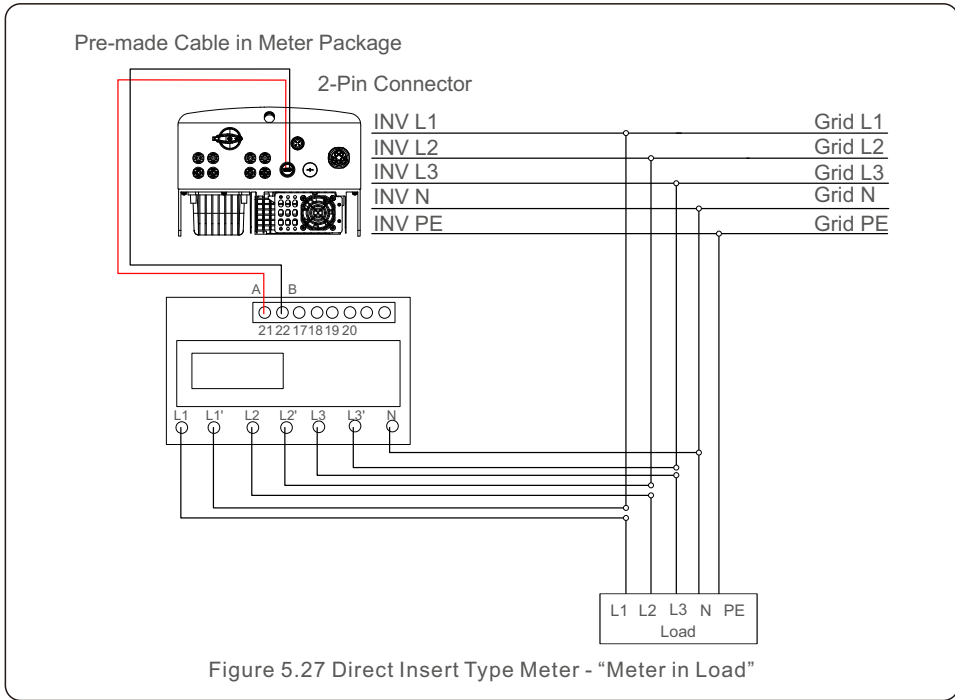 Pre-made Cable in Meter Package
2-Pin Connector
INV L1 Grid L1
INV L2 Grid L2
INV L3 Grid L3
INV N Grid N
INV PE Grid PE
A B
21 22 17 18 19 20
L1 L1' L2 L2' L3 L3' N
L1 L2 L3 N PE
Load
Figure 5.27 Direct Insert Type Meter - “Meter in Load”